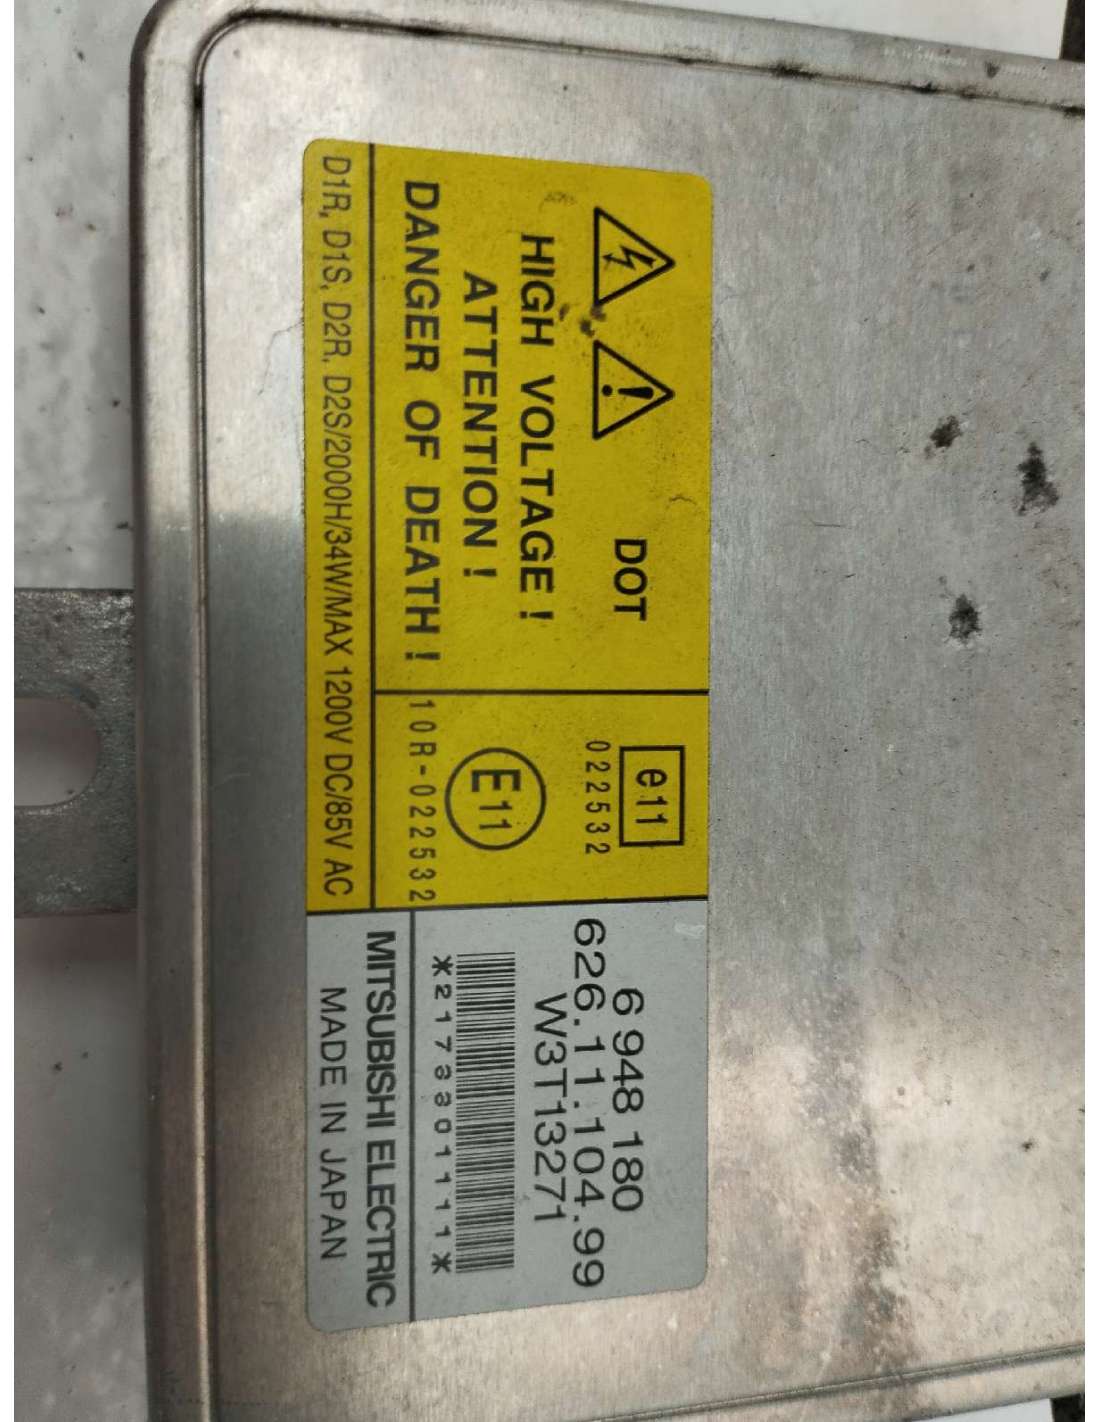 DOT
HIGH VOLTAGE !
ATTENTION !
DANGER OF DEATH !
D1R, D1S, D2R, D2S/2000H/34W/MAX 1200V DC/85V AC
e11
022532
E11
10R-022532
6 948 180
626.11.104.99
W3T13271
*2173301111*
MITSUBISHI ELECTRIC
MADE IN JAPAN